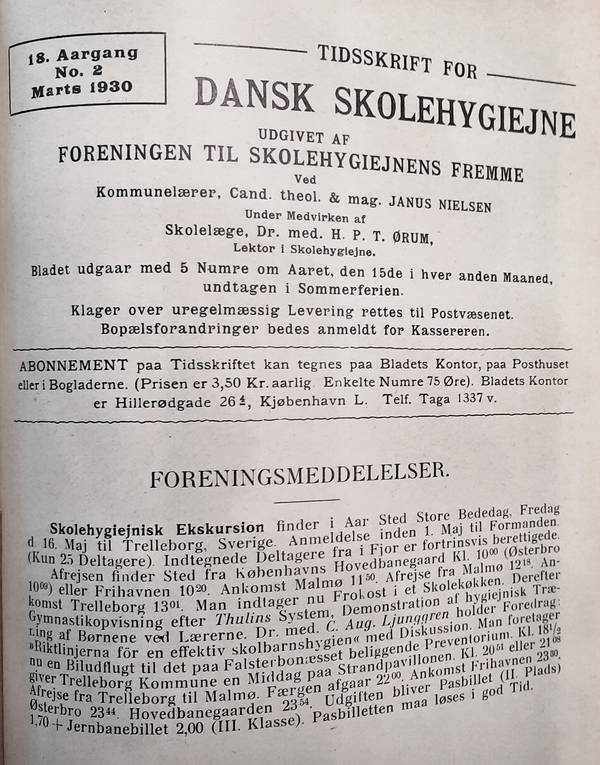 18. Aargang
No. 2
Marts 1930
TIDSSKRIFT FOR
DANSK SKOLEHYGIEJNE
UDGIVET AF
FORENINGEN TIL SKOLEHYGIEJNENS FREMME
Ved
Kommunelærer, Cand. theol. & mag. JANUS NIELSEN
Under Medvirken af
Skolelæge, Dr. med. H. P. T. ØRUM,
Lektor i Skolehygiejne.
Bladet udgaar med 5 Numre om Aaret, den 15de i hver anden Maaned,
undtagen i Sommerferien.
Klager over uregelmæssig Levering rettes til Postvæsenet.
Bopælsforandringer bedes anmeldt for Kassereren.
ABONNEMENT paa Tidsskriftet kan tegnes paa Bladets Kontor, paa Posthuset
eller i Bogladerne. (Prisen er 3,50 Kr. aarlig Enkelte Numre 75 Øre). Bladets Kontor
er Hillerødgade 26⁴, Kjøbenhavn L. Telf. Taga 1337 v.
FORENINGSMEDDELELSER.
Skolehygiejnisk Ekskursion finder i Aar Sted Store Bededag, Fredag
d 16. Maj til Trelleborg, Sverige. Anmeldelse inden 1. Maj til Formanden.
(Kun 25 Deltagere). Indtegnede Deltagere fra i Fjor er fortrinsvis berettigede.
Afrejsen finder Sted fra Københavns Hovedbanegaard Kl. 10⁰⁰ (Østerbro
10⁰⁹) eller Frihavnen 10²⁰. Ankomst Malmø 11⁵⁰. Afrejse fra Malmø 12¹⁸. An-
komst Trelleborg 13⁰¹. Man indtager nu Frokost i et Skolekøkken. Derefter
Gymnastikopvisning efter Thulins System, Demonstration af hygiejnisk Træ-
ning af Børnene ved Lærerne. Dr. med. C. Aug. Ljunggren holder Foredrag:
»Riktlinjerna för en effektiv skolbarnshygien« med Diskussion. Man foretager
nu en Biludflugt til det paa Falsterbonæsset beliggende Preventorium. Kl. 18½
giver Trelleborg Kommune en Middag paa Strandpavillonen. Kl. 20⁵¹ eller 21⁰⁸
Afrejse fra Trelleborg til Malmø. Færgen afgaar 22⁰⁰. Ankomst Frihavnen 23³⁰,
Østerbro 23⁴⁴. Hovedbanegaarden 23⁵⁴. Udgiften bliver Pasbillet (II. Plads)
1,70 + Jernbanebillet 2,00 (III. Klasse). Pasbilletten maa løses i god Tid.